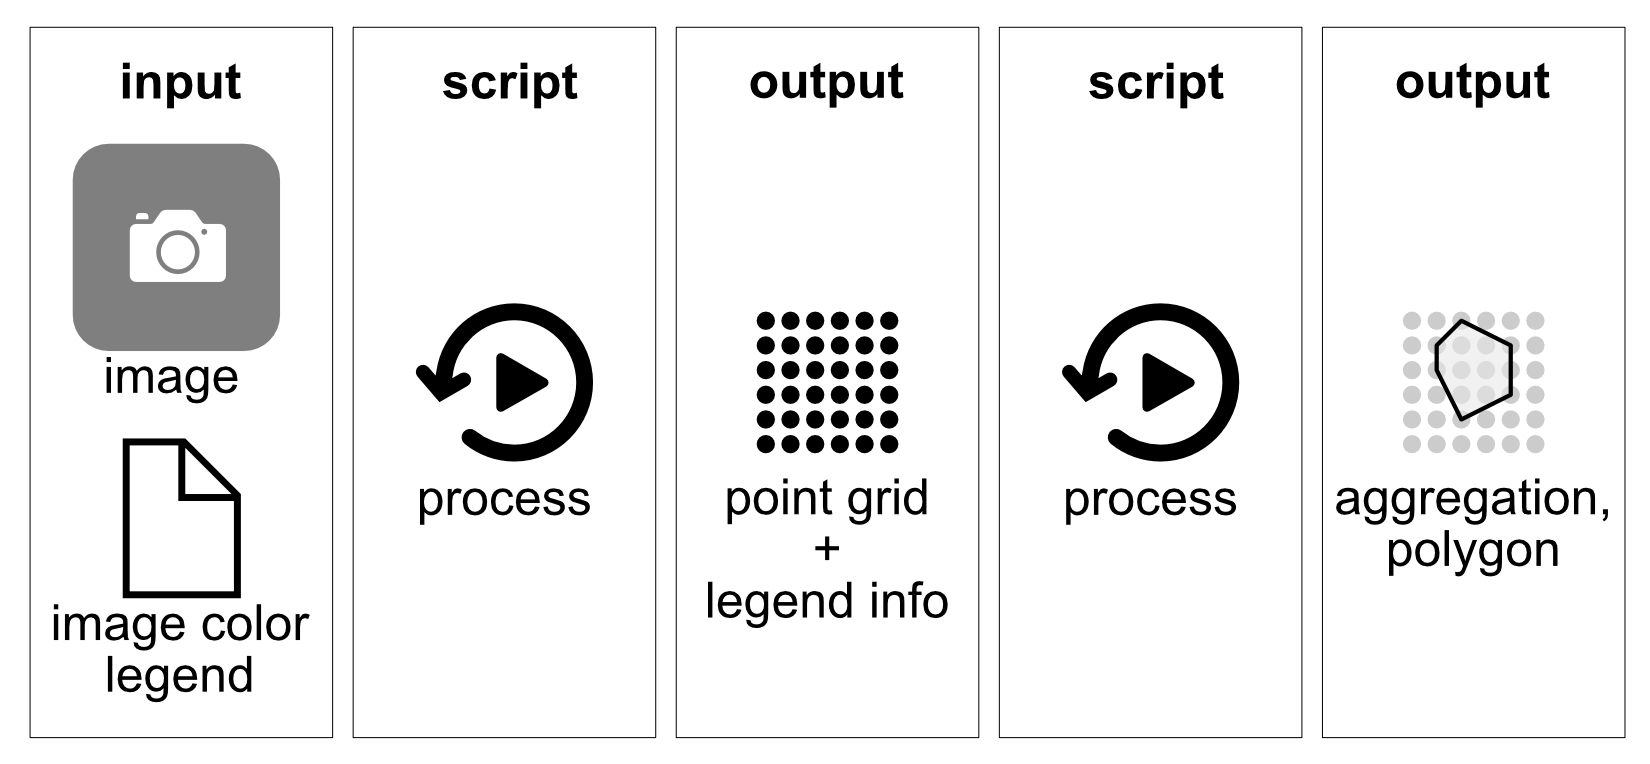 input
image
image color
legend
script
process
output
point grid
+
legend info
script
process
output
aggregation,
polygon